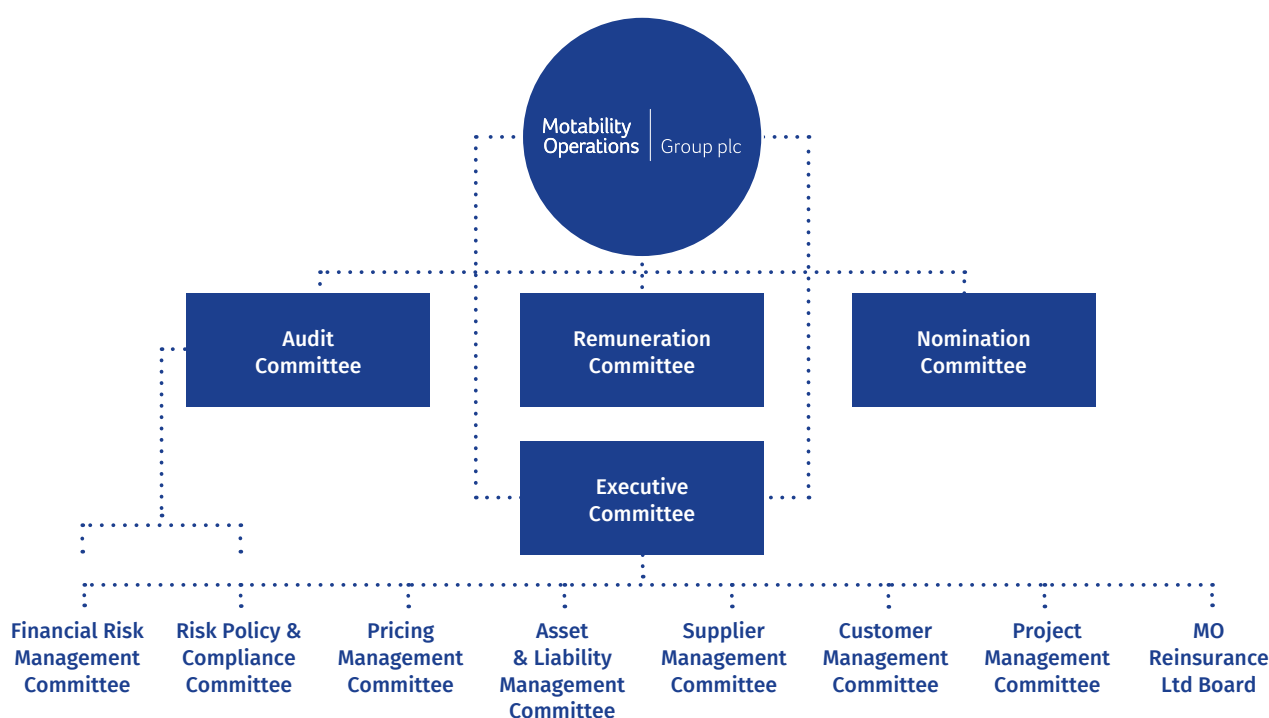 Motability
Operations
Group plc
Audit
Committee
Remuneration
Committee
Nomination
Committee
Executive
Committee
Financial Risk
Management
Committee
Risk Policy &
Compliance
Committee
Pricing
Management
Committee
Asset
& Liability
Management
Committee
Supplier
Management
Committee
Customer
Management
Committee
Project
Management
Committee
MO
Reinsurance
Ltd Board